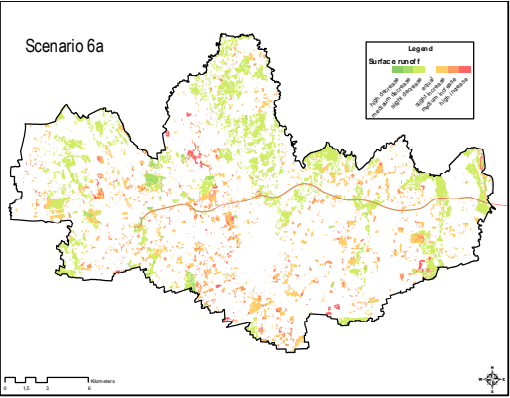 Scenario 6a
Legend
Surface runoff
high decrease
medium decrease
slight decrease
equal
slight increase
medium increase
high increase
Kilometers
0 1,5 3 6